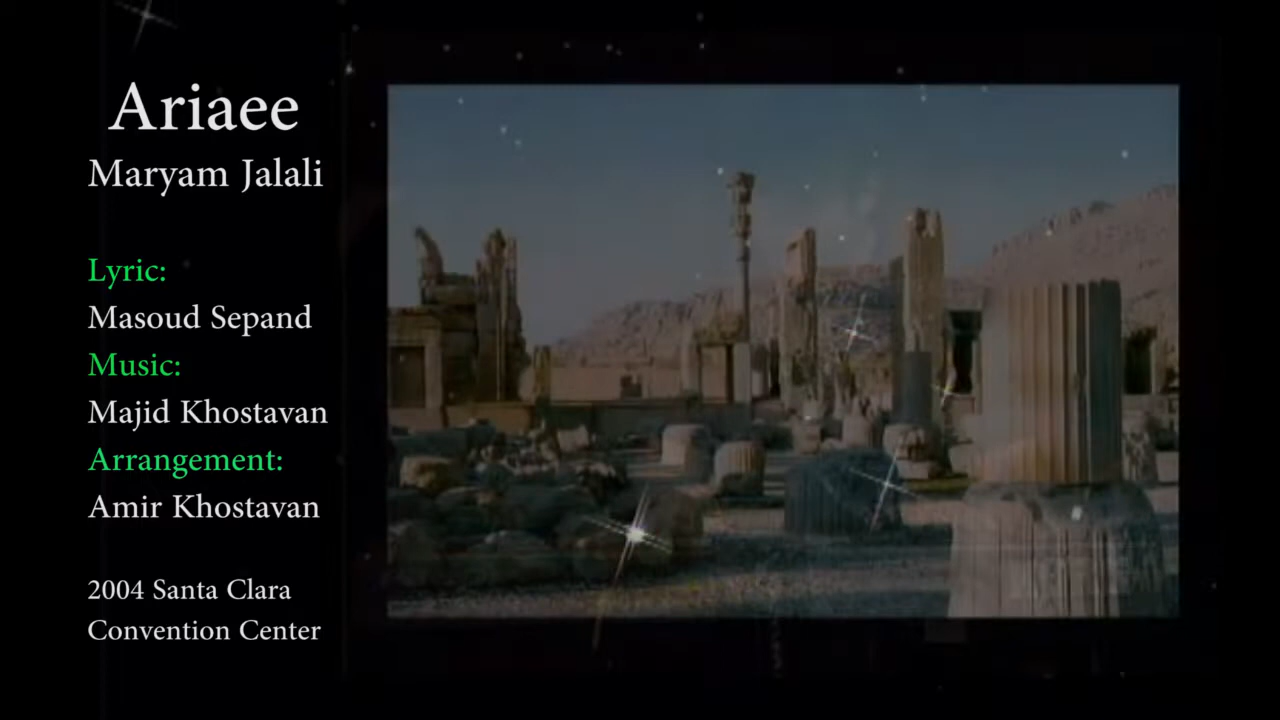 Ariaee
Maryam Jalali
Lyric:
Masoud Sepand
Music:
Majid Khostavan
Arrangement:
Amir Khostavan
2004 Santa Clara
Convention Center